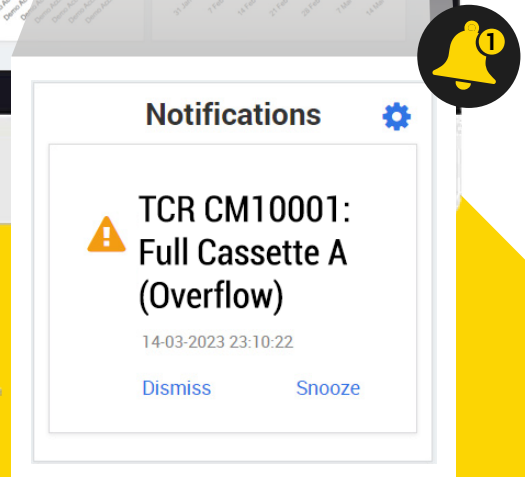 1
Notifications
TCR CM10001:
Full Cassette A
(Overflow)
14-03-2023 23:10:22
Dismiss
Snooze